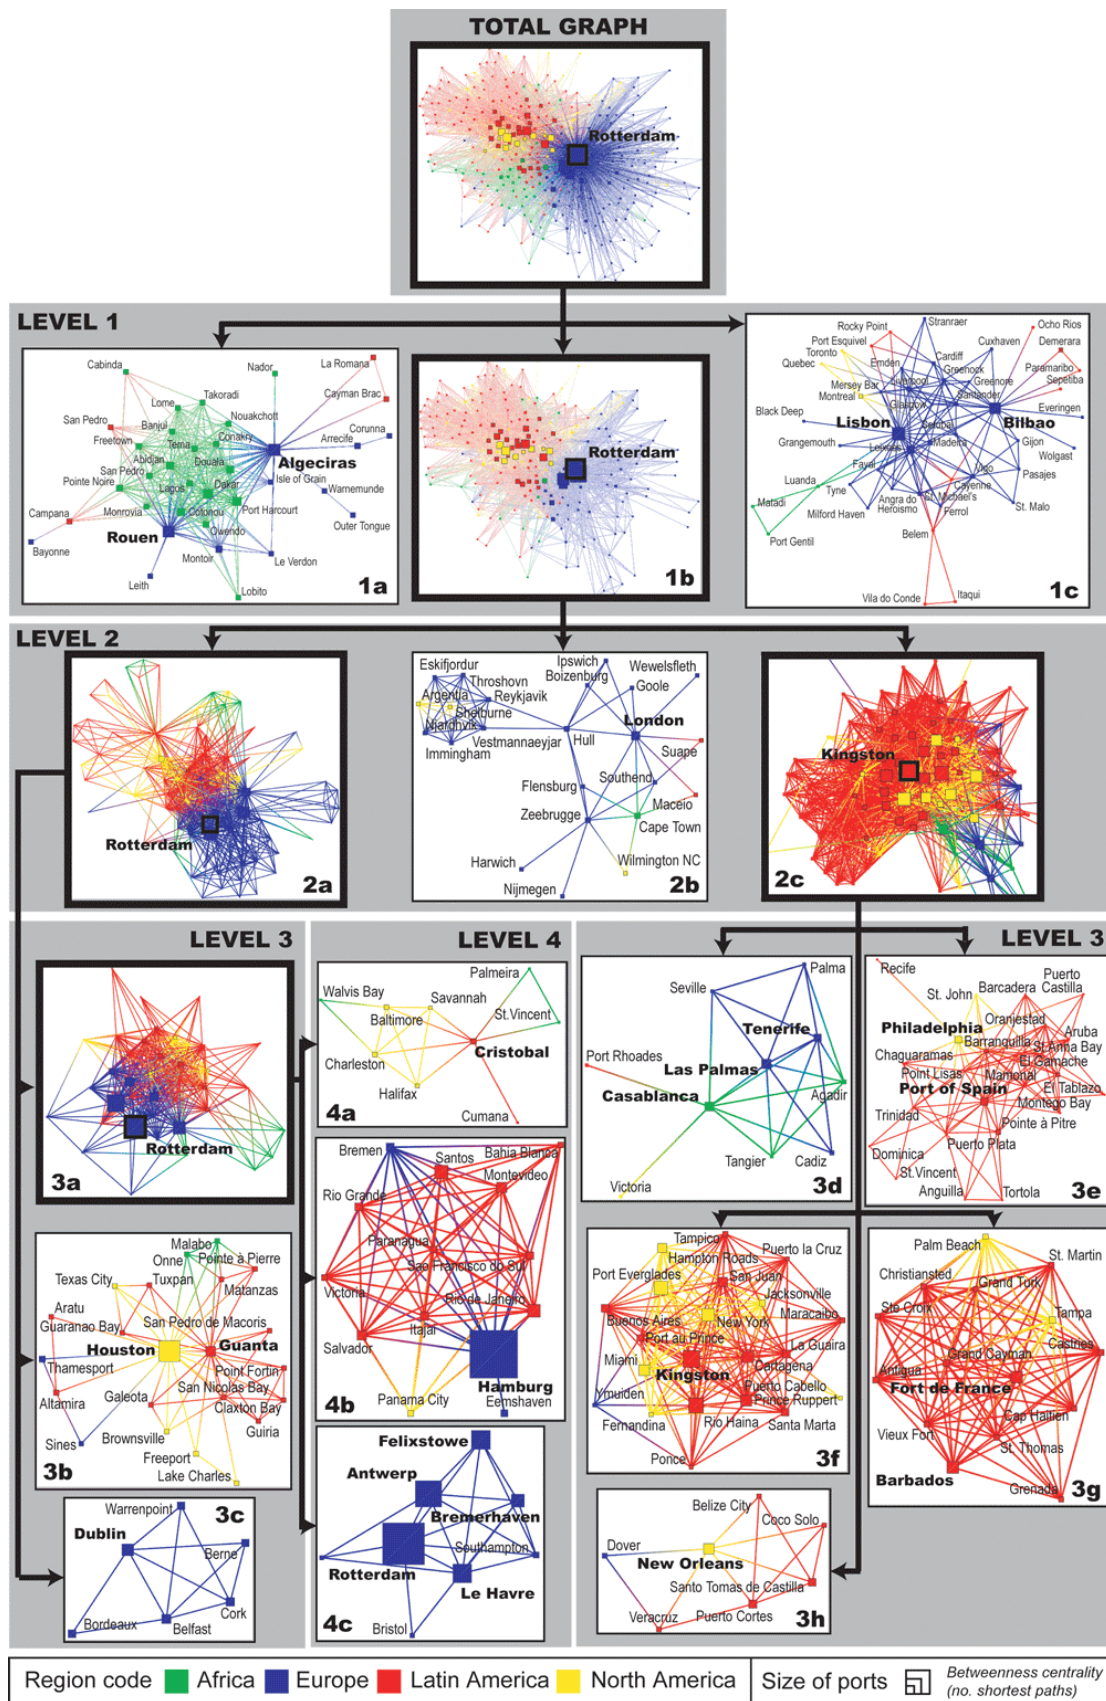 TOTAL GRAPH
Rotterdam
LEVEL 1
Cabinda
Nador
La Romana
Takoradi
Lome
Cayman Brac
Nouakchott
San Pedro
Banjul
Corunna
Freetown
Tema
Conakry
Arrecife
Abidjan
Douala
Algeciras
San Pedro
Isle of Grain
Pointe Noire
Lagos
Dakar
Warnemunde
Monrovia
Cotonou
Port Harcourt
Campana
Owendo
Outer Tongue
Rouen
Bayonne
Montoir
Le Verdon
Leith
Lobito
1a
Rotterdam
1b
Stranraer
Rocky Point
Ocho Rios
Port Esquivel
Cuxhaven
Demerara
Toronto
Cardiff
Emden
Greenock
Quebec
Paramaribo
Liverpool
Greenore
Sepetiba
Mersey Bar
Santander
Montreal
Glasgow
Everingen
Black Deep
Lisbon
Setubal
Bilbao
Grangemouth
Leixoes
Madeira
Gijon
Wolgast
Fayal
Vigo
Pasajes
Luanda
Cayenne
Tyne
Angra do
Heroismo
St. Michael's
Matadi
Milford Haven
Ferrol
St. Malo
Port Gentil
Belem
Vila do Conde
Itaqui
1c
LEVEL 2
Rotterdam
2a
Eskifjordur
Ipswich
Wewelsfleth
Throshovn
Boizenburg
Argentia
Reykjavik
Goole
Shelburne
London
Njardhvik
Immingham
Vestmannaeyjar
Hull
Suape
Flensburg
Southend
Maceio
Zeebrugge
Cape Town
Harwich
Wilmington NC
Nijmegen
2b
Kingston
2c
LEVEL 3
Rotterdam
3a
LEVEL 4
Palmeira
Walvis Bay
Savannah
Baltimore
St.Vincent
Charleston
Cristobal
Halifax
Cumana
4a
LEVEL 3
Palma
Seville
Tenerife
Port Rhoades
Las Palmas
Casablanca
Agadir
Tangier
Cadiz
Victoria
3d
Recife
Puerto
Castilla
St. John
Barcadera
Philadelphia
Oranjestad
Aruba
Barranquilla
St Anna Bay
Chaguaramas
El Gamache
Point Lisas
Mamonal
Port of Spain
El Tablazo
Montego Bay
Trinidad
Pointe à Pitre
Puerto Plata
Dominica
St.Vincent
Anguilla
Tortola
3e
Malabo
Onne
Pointe à Pierre
Texas City
Tuxpan
Matanzas
Aratu
San Pedro de Macoris
Guaranao Bay
Houston
Guanta
Thamesport
Point Fortin
San Nicolas Bay
Altamira
Galeota
Claxton Bay
Brownsville
Guiria
Sines
Freeport
Lake Charles
3b
Bremen
Santos
Bahia Blanca
Montevideo
Rio Grande
Paranagua
Sao Francisco do Sul
Victoria
Rio de Janeiro
Itajai
Salvador
Hamburg
Panama City
Eemshaven
4b
Tampico
Hampton Roads
Puerto la Cruz
Port Everglades
San Juan
Jacksonville
Buenos Aires
New York
Maracaibo
Port au Prince
La Guaira
Miami
Kingston
Cartagena
Ymuiden
Puerto Cabello
Prince Ruppert
Fernandina
Rio Haina
Santa Marta
Ponce
3f
Palm Beach
St. Martin
Christiansted
Grand Turk
Ste Croix
Tampa
Grand Cayman
Castries
Antigua
Fort de France
Cap Haitien
Vieux Fort
St. Thomas
Barbados
Grenada
3g
3c
Warrenpoint
Dublin
Berne
Cork
Bordeaux
Belfast
Felixstowe
Antwerp
Bremerhaven
Southampton
Rotterdam
Le Havre
Bristol
4c
Belize City
Coco Solo
Dover
New Orleans
Santo Tomas de Castilla
Veracruz
Puerto Cortes
3h
Region code
Africa
Europe
Latin America
North America
Size of ports
Betweenness centrality
(no. shortest paths)